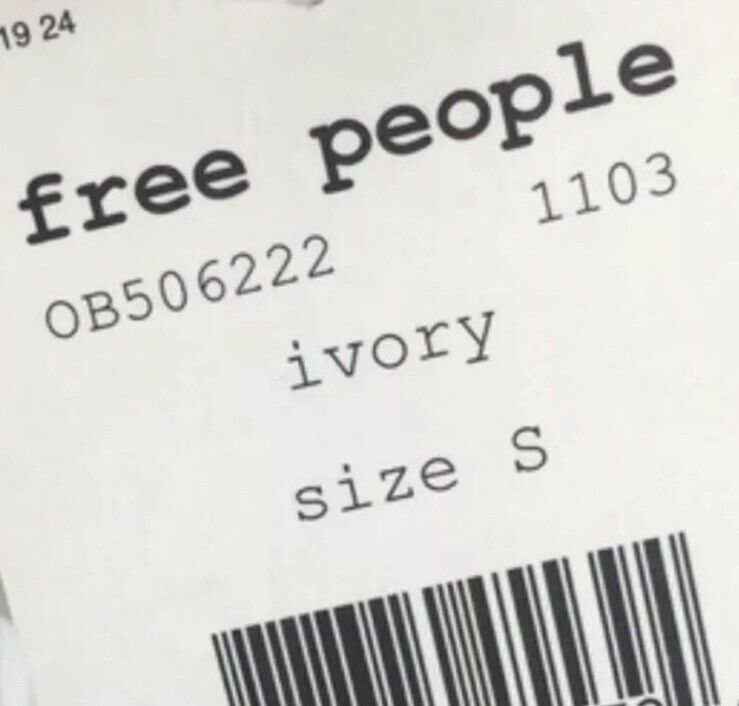 19 24
free people
OB506222 1103
ivory
size S